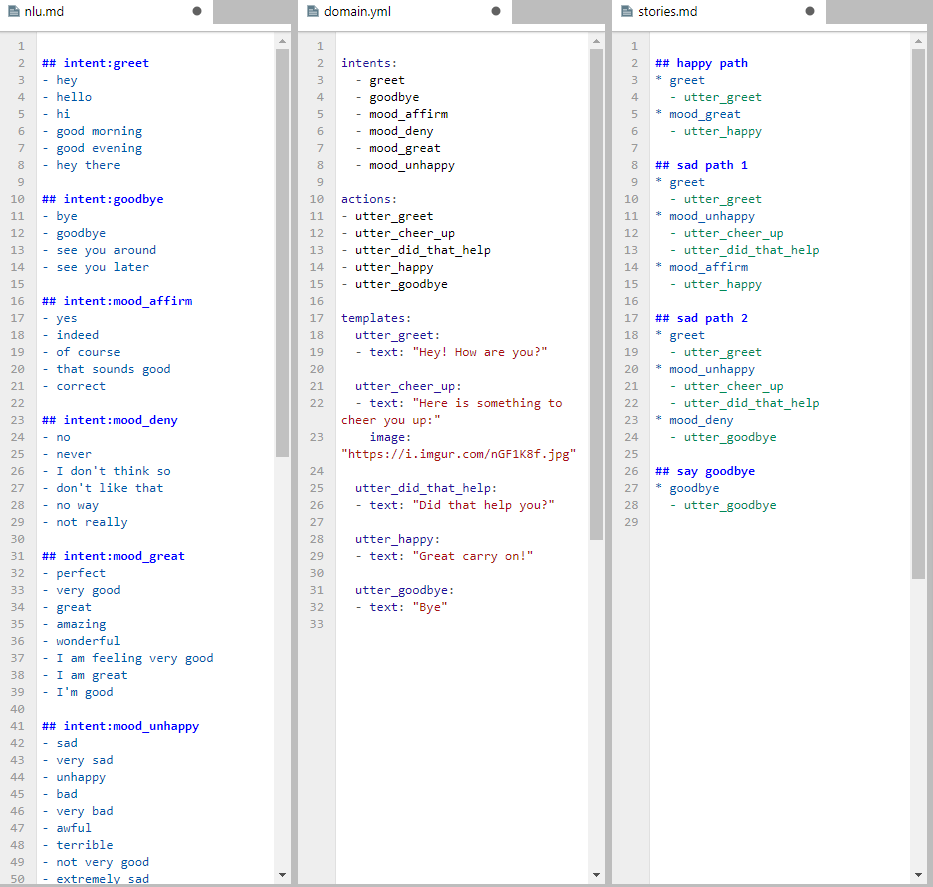 nlu.md
1
2 ## intent:greet
3 - hey
4 - hello
5 - hi
6 - good morning
7 - good evening
8 - hey there
9
10 ## intent:goodbye
11 - bye
12 - goodbye
13 - see you around
14 - see you later
15
16 ## intent:mood_affirm
17 - yes
18 - indeed
19 - of course
20 - that sounds good
21 - correct
22
23 ## intent:mood_deny
24 - no
25 - never
26 - I don't think so
27 - don't like that
28 - no way
29 - not really
30
31 ## intent:mood_great
32 - perfect
33 - very good
34 - great
35 - amazing
36 - wonderful
37 - I am feeling very good
38 - I am great
39 - I'm good
40
41 ## intent:mood_unhappy
42 - sad
43 - very sad
44 - unhappy
45 - bad
46 - very bad
47 - awful
48 - terrible
49 - not very good
50 - extremely sad
domain.yml
1
2 intents:
3   - greet
4   - goodbye
5   - mood_affirm
6   - mood_deny
7   - mood_great
8   - mood_unhappy
9
10 actions:
11 - utter_greet
12 - utter_cheer_up
13 - utter_did_that_help
14 - utter_happy
15 - utter_goodbye
16
17 templates:
18   utter_greet:
19   - text: "Hey! How are you?"
20
21   utter_cheer_up:
22   - text: "Here is something to
cheer you up:"
23     image:
"https://i.imgur.com/nGF1K8f.jpg"
24
25   utter_did_that_help:
26   - text: "Did that help you?"
27
28   utter_happy:
29   - text: "Great carry on!"
30
31   utter_goodbye:
32   - text: "Bye"
33
stories.md
1
2 ## happy path
3 * greet
4   - utter_greet
5 * mood_great
6   - utter_happy
7
8 ## sad path 1
9 * greet
10   - utter_greet
11 * mood_unhappy
12   - utter_cheer_up
13   - utter_did_that_help
14 * mood_affirm
15   - utter_happy
16
17 ## sad path 2
18 * greet
19   - utter_greet
20 * mood_unhappy
21   - utter_cheer_up
22   - utter_did_that_help
23 * mood_deny
24   - utter_goodbye
25
26 ## say goodbye
27 * goodbye
28   - utter_goodbye
29